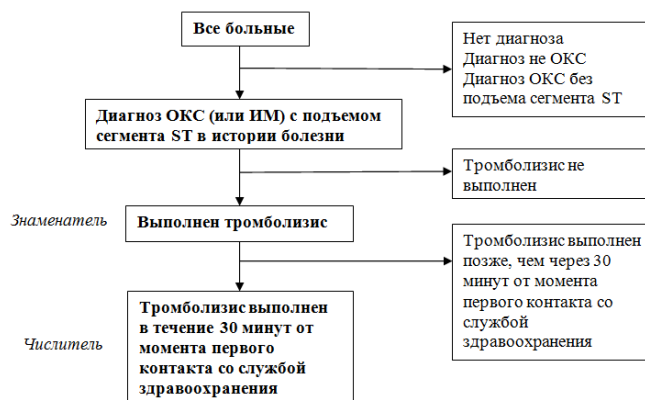 Все больные
Нет диагноза
Диагноз не ОКС
Диагноз ОКС без
подъема сегмента ST
Диагноз ОКС (или ИМ) с подъемом
сегмента ST в истории болезни
Тромболизис не
выполнен
Знаменатель
Выполнен тромболизис
Тромболизис выполнен
позже, чем через 30
минут от момента
первого контакта со
службой
здравоохранения
Числитель
Тромболизис выполнен
в течение 30 минут от
момента первого
контакта со службой
здравоохранения